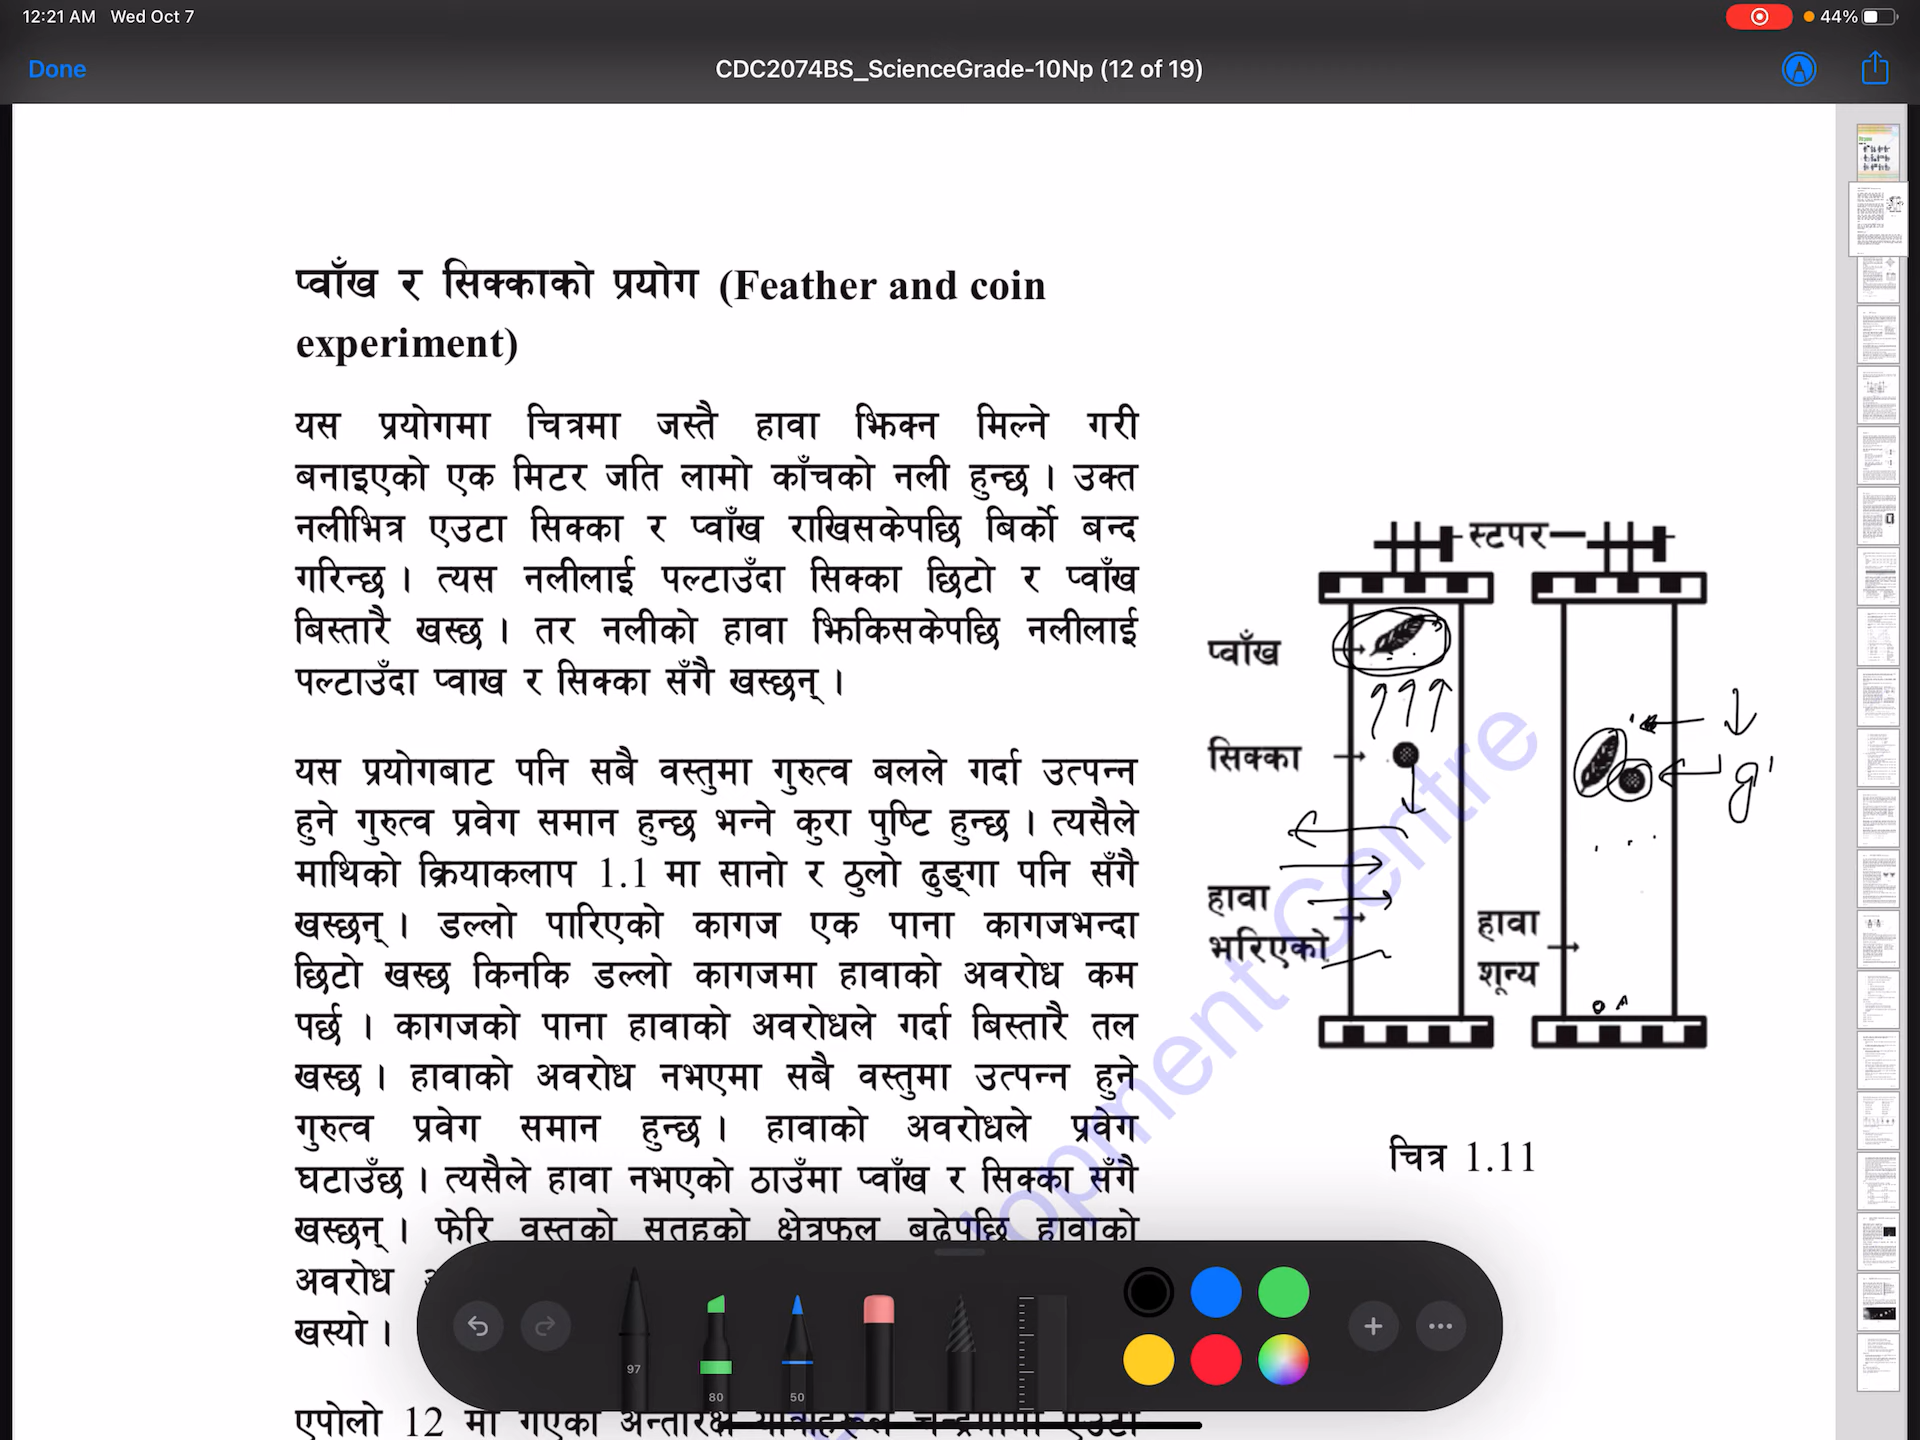 12:21 AM Wed Oct 7
44%
Done
CDC2074BS_ScienceGrade-10Np (12 of 19)
प्वाँख र सिक्काको प्रयोग (Feather and coin
experiment)
यस प्रयोगमा चित्रमा जस्तै हावा झिक्न मिल्ने गरी
बनाइएको एक मिटर जति लामो काँचको नली हुन्छ । उक्त
नलीभित्र एउटा सिक्का र प्वाँख राखिसकेपछि बिर्को बन्द
गरिन्छ । त्यस नलीलाई पल्टाउँदा सिक्का छिटो र प्वाँख
बिस्तारै खस्छ । तर नलीको हावा झिकिसकेपछि नलीलाई
पल्टाउँदा प्वाख र सिक्का सँगै खस्छन् ।
यस प्रयोगबाट पनि सबै वस्तुमा गुरुत्व बलले गर्दा उत्पन्न
हुने गुरुत्व प्रवेग समान हुन्छ भन्ने कुरा पुष्टि हुन्छ । त्यसैले
माथिको क्रियाकलाप 1.1 मा सानो र ठुलो ढुङ्गा पनि सँगै
खस्छन् । डल्लो पारिएको कागज एक पाना कागजभन्दा
छिटो खस्छ किनकि डल्लो कागजमा हावाको अवरोध कम
पर्छ । कागजको पाना हावाको अवरोधले गर्दा बिस्तारै तल
खस्छ । हावाको अवरोध नभएमा सबै वस्तुमा उत्पन्न हुने
गुरुत्व प्रवेग समान हुन्छ । हावाको अवरोधले प्रवेग
घटाउँछ । त्यसैले हावा नभएको ठाउँमा प्वाँख र सिक्का सँगै
खस्छन् । फेरि वस्तुको सतहको क्षेत्रफल बढेपछि हावाको
अवरोध
खस्यो ।
एपोलो 12 मा गएका
स्टपर
प्वाँख
सिक्का
हावा
भरिएको
हावा
शून्य
g'
चित्र 1.11
opment Centre
97
80
50